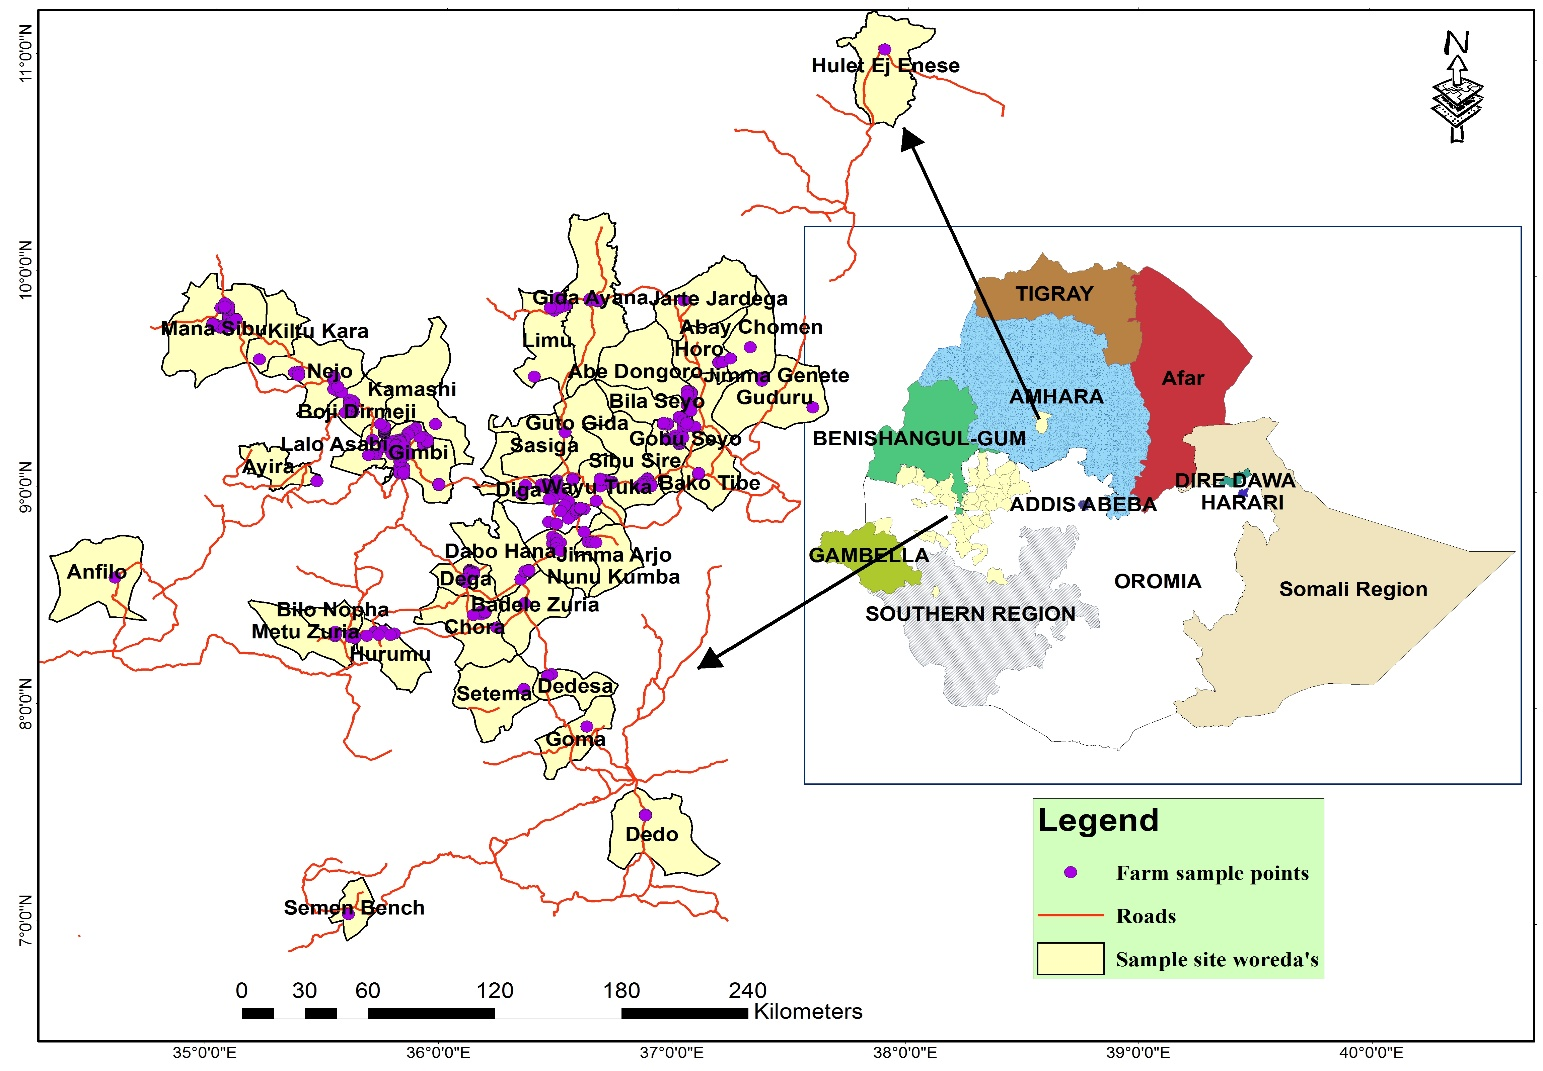 N
11°0'0"N
Hulet Ej Enese
10°0'0"N
TIGRAY
Gida Ayana
Jarte Jardega
Mana Sibu
Kiltu Kara
Abay Chomen
Limu
Horo
Nejo
Abe Dongoro
Jimma Genete
Afar
Kamashi
Guduru
AMHARA
Bila Seyo
Boji Dirmeji
Guto Gida
Gobu Seyo
BENISHANGUL-GUM
Lalo Asabi
Sasiga
Gimbi
Sibu Sire
Ayira
9°0'0"N
Diga
Wayu Tuka
Bako Tibe
DIRE DAWA
HARARI
ADDIS ABEBA
Dabo Hana
Jimma Arjo
GAMBELLA
Anfilo
Dega
Nunu Kumba
OROMIA
Somali Region
Bilo Nopha
Badele Zuria
SOUTHERN REGION
Metu Zuria
Chora
Hurumu
8°0'0"N
Setema
Dedesa
Goma
Dedo
Legend
Farm sample points
Semen Bench
7°0'0"N
Roads
Sample site woreda's
0 30 60 120 180 240
Kilometers
35°0'0"E 36°0'0"E 37°0'0"E 38°0'0"E 39°0'0"E 40°0'0"E